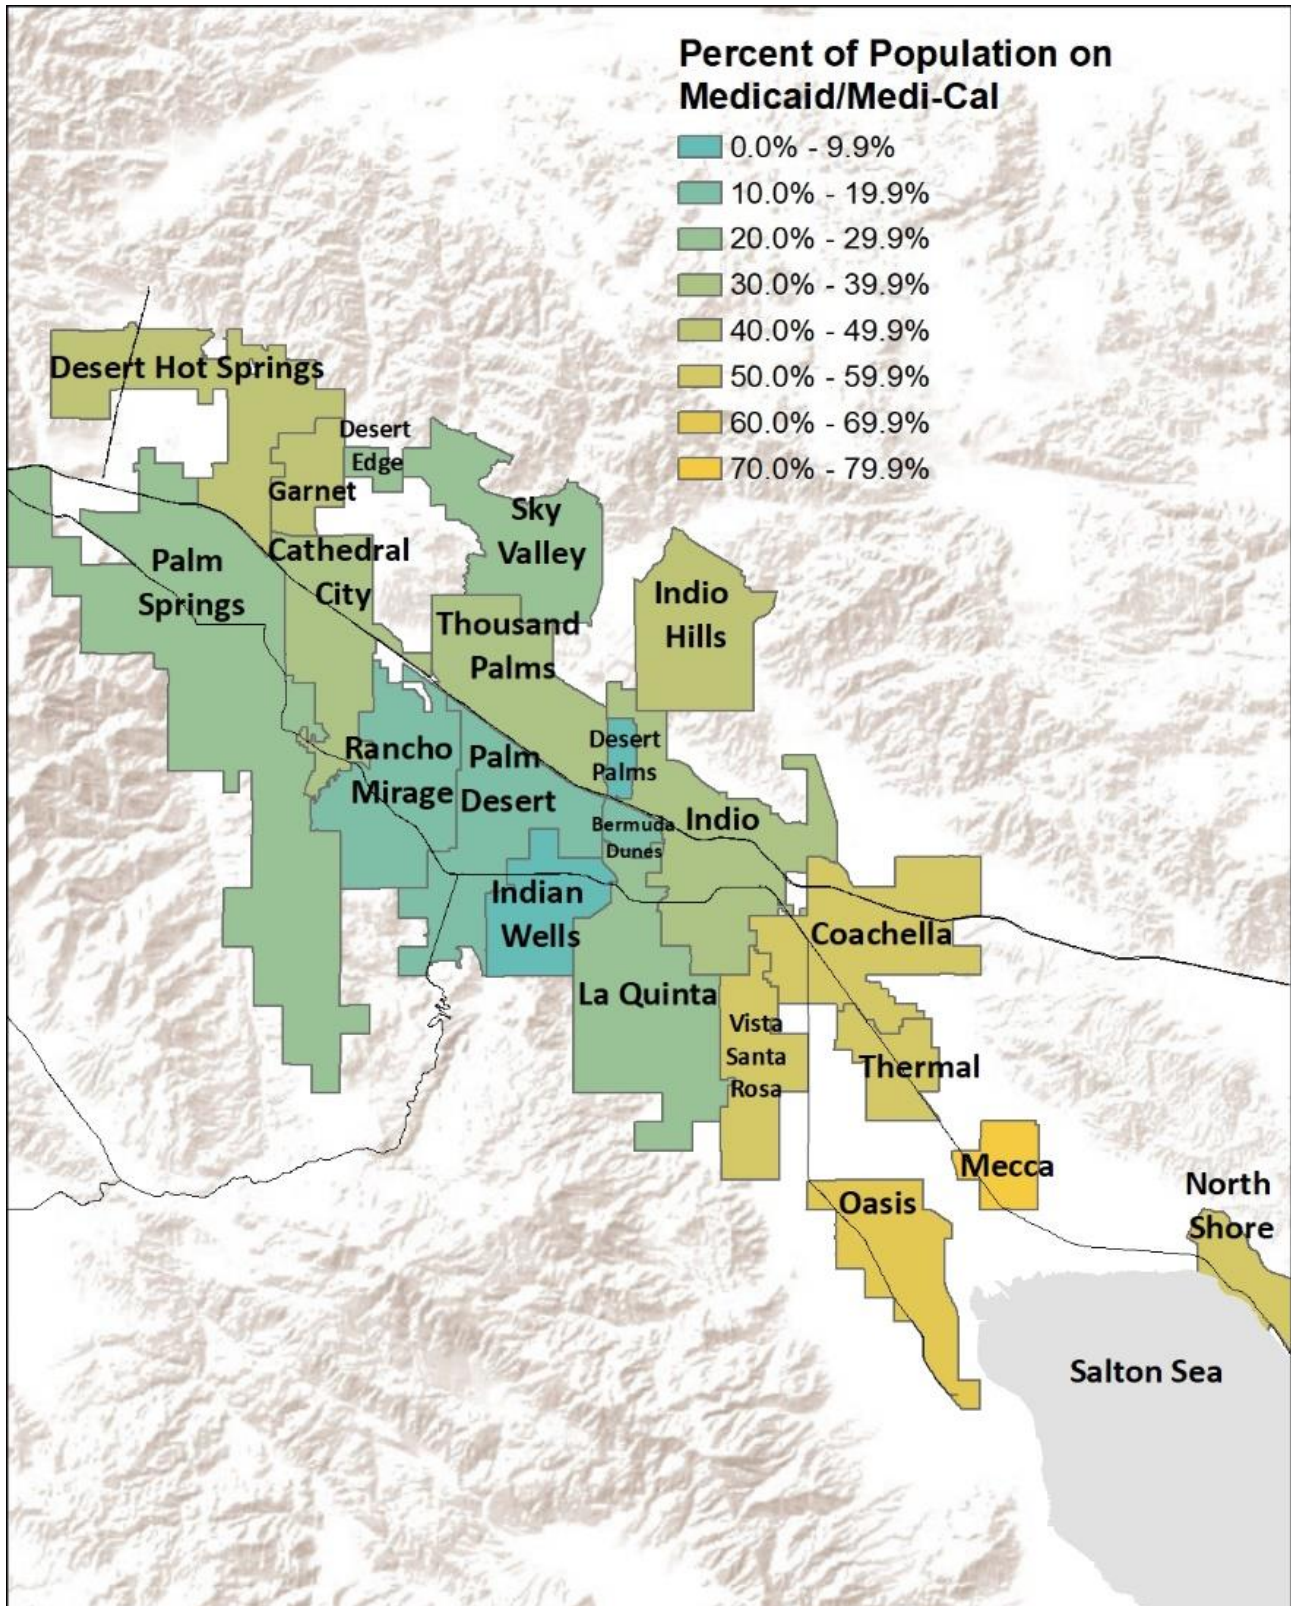 Percent of Population on
Medicaid/Medi-Cal
0.0% - 9.9%
10.0% - 19.9%
20.0% - 29.9%
30.0% - 39.9%
40.0% - 49.9%
50.0% - 59.9%
60.0% - 69.9%
70.0% - 79.9%
Desert Hot Springs
Desert
Edge
Garnet
Sky
Valley
Cathedral
City
Palm
Springs
Indio
Hills
Thousand
Palms
Rancho
Mirage
Palm
Desert
Desert
Palms
Bermuda
Dunes
Indio
Indian
Wells
Coachella
La Quinta
Vista
Santa
Rosa
Thermal
Mecca
Oasis
North
Shore
Salton Sea